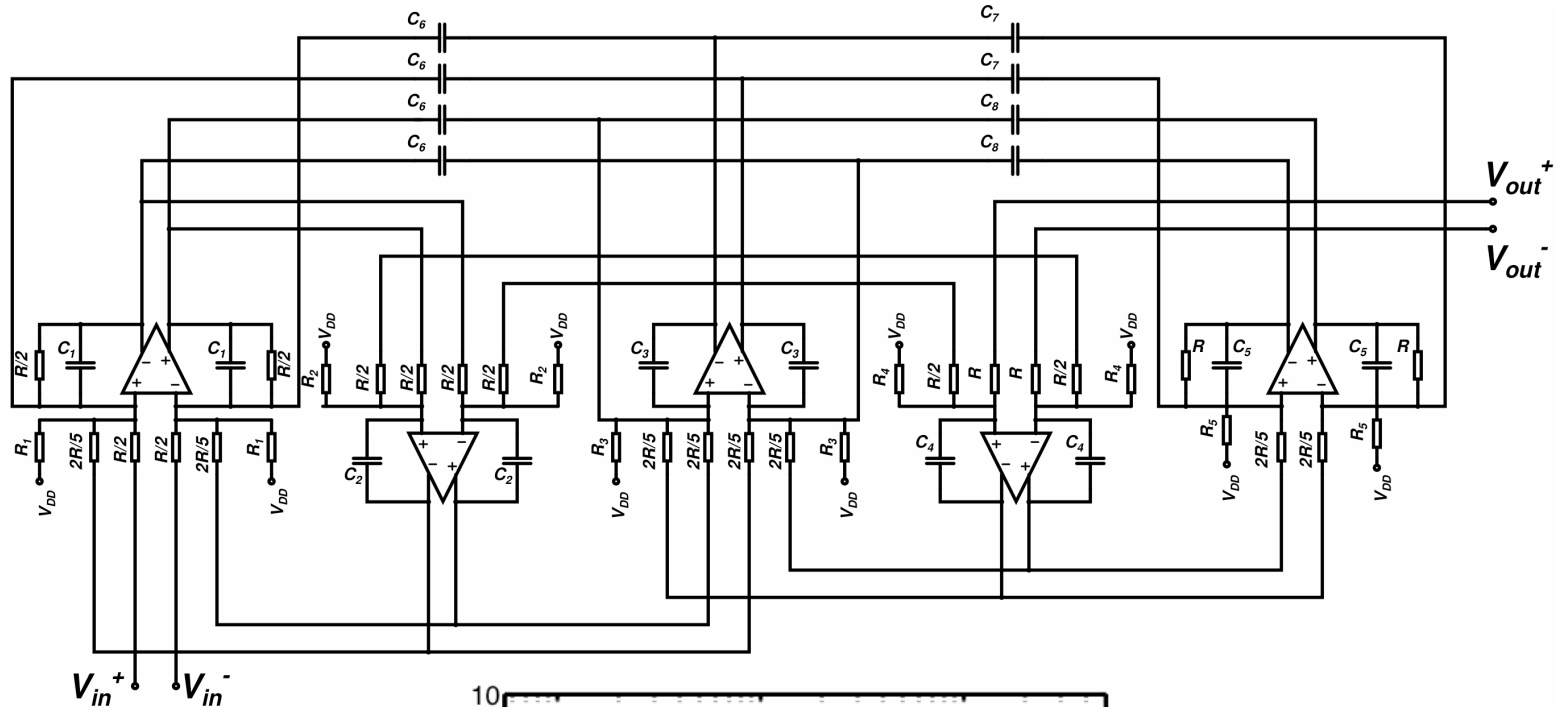 C6 C7
C6 C7
C6 C8
C6 C8
Vout+
Vout-
R/2 C1 - + C1 R/2 VDD R2 R/2 R/2 R/2 R/2 R2 VDD C3 - + C3 VDD R4 R/2 R R R/2 R4 VDD R C5 - + C5 R
+ - + - + -
R1 2R/5 R/2 R/2 2R/5 R1 C2 + - C2 R3 2R/5 2R/5 2R/5 2R/5 R3 C4 + - C4 R5 2R/5 2R/5 R5
VDD VDD - + VDD VDD - + VDD VDD
Vin+ Vin-
10